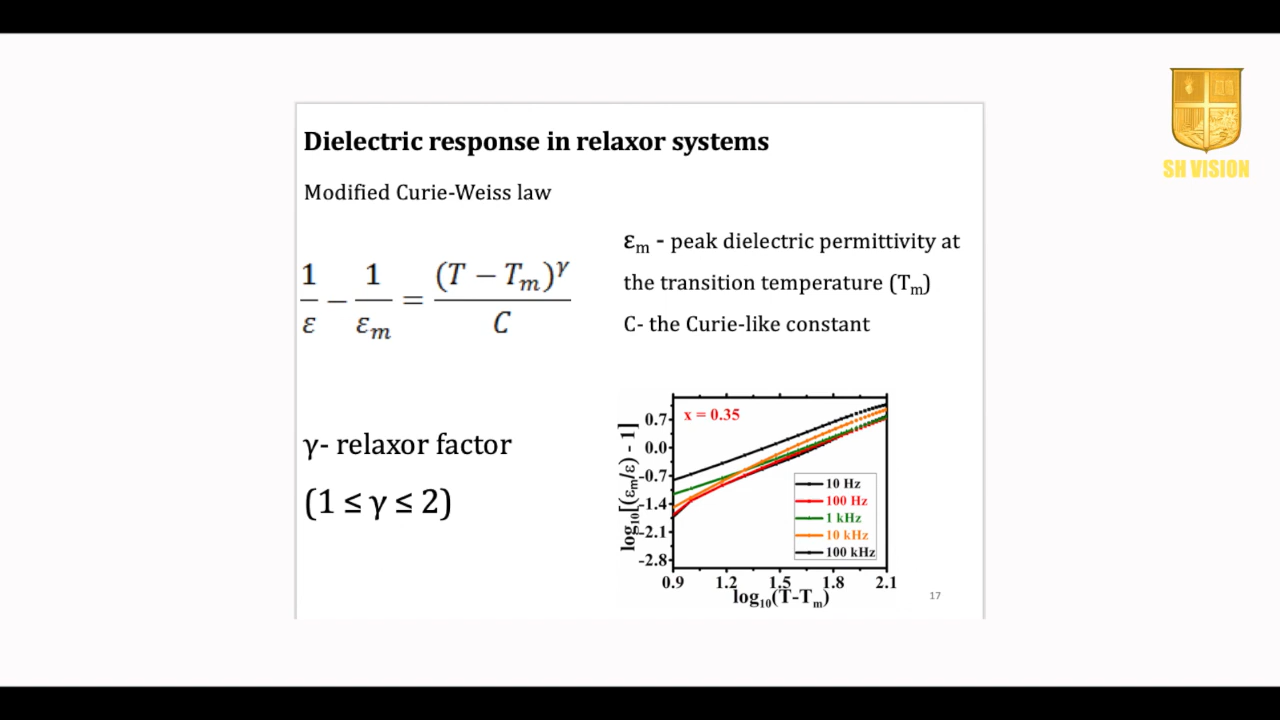 SH VISION
Dielectric response in relaxor systems
Modified Curie-Weiss law
1/ε − 1/εₘ = (T − Tₘ)^γ / C
εₘ - peak dielectric permittivity at
the transition temperature (Tₘ)
C- the Curie-like constant
γ- relaxor factor
(1 ≤ γ ≤ 2)
x = 0.35
log₁₀[(εₘ/ε) - 1]
0.7
0.0
-0.7
-1.4
-2.1
-2.8
10 Hz
100 Hz
1 kHz
10 kHz
100 kHz
0.9 1.2 1.5 1.8 2.1
log₁₀(T-Tₘ)
17